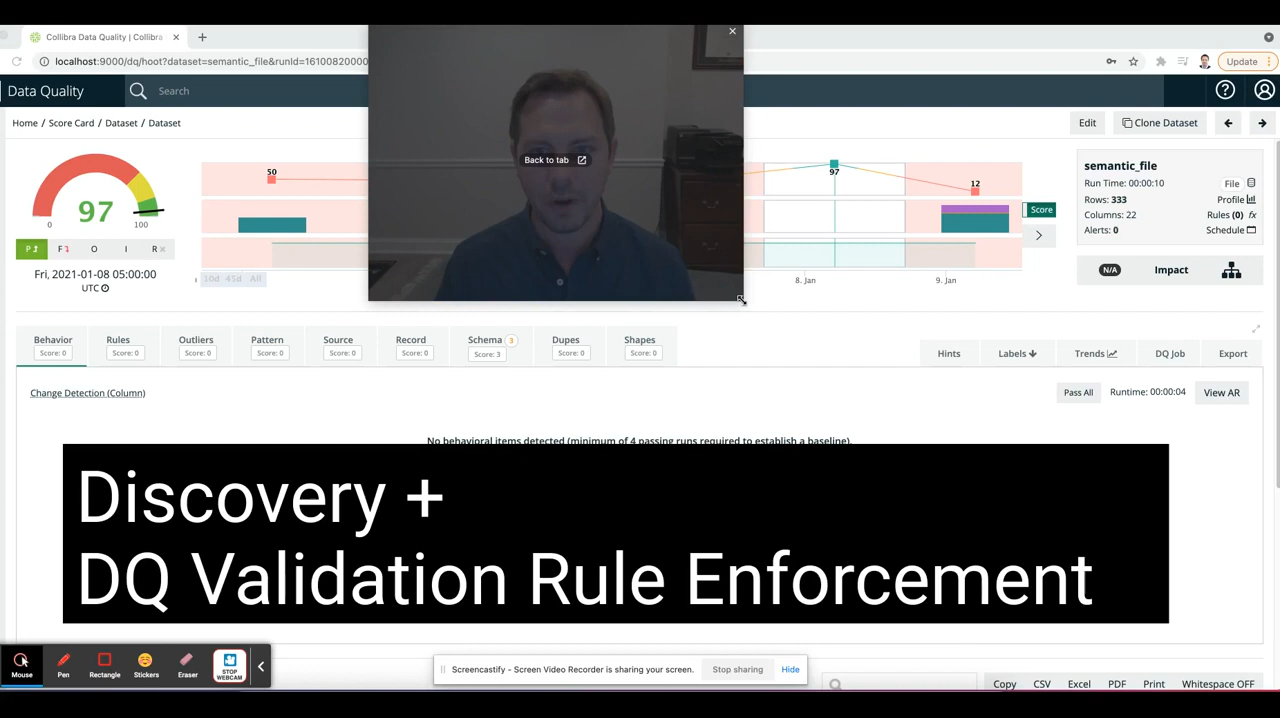 Collibra Data Quality | Collibra
localhost:9000/dq/hoot?dataset=semantic_file&runId=16100820000
Update
Data Quality
Search
Home / Score Card / Dataset / Dataset
Edit
Clone Dataset
Back to tab
97
0
100
P
F
O
I
R
Fri, 2021-01-08 05:00:00
UTC
50
97
12
Score
10d 45d All
8. Jan
9. Jan
semantic_file
Run Time: 00:00:10
File
Rows: 333
Profile
Columns: 22
Rules (0) fx
Alerts: 0
Schedule
N/A
Impact
Behavior
Score: 0
Rules
Score: 0
Outliers
Score: 0
Pattern
Score: 0
Source
Score: 0
Record
Score: 0
Schema 3
Score: 3
Dupes
Score: 0
Shapes
Score: 0
Hints
Labels
Trends
DQ Job
Export
Change Detection (Column)
Pass All
Runtime: 00:00:04
View AR
No behavioral items detected (minimum of 4 passing runs required to establish a baseline).
Discovery +
DQ Validation Rule Enforcement
Mouse
Pen
Rectangle
Stickers
Eraser
STOP
WEBCAM
Screencastify - Screen Video Recorder is sharing your screen.
Stop sharing
Hide
Copy
CSV
Excel
PDF
Print
Whitespace OFF